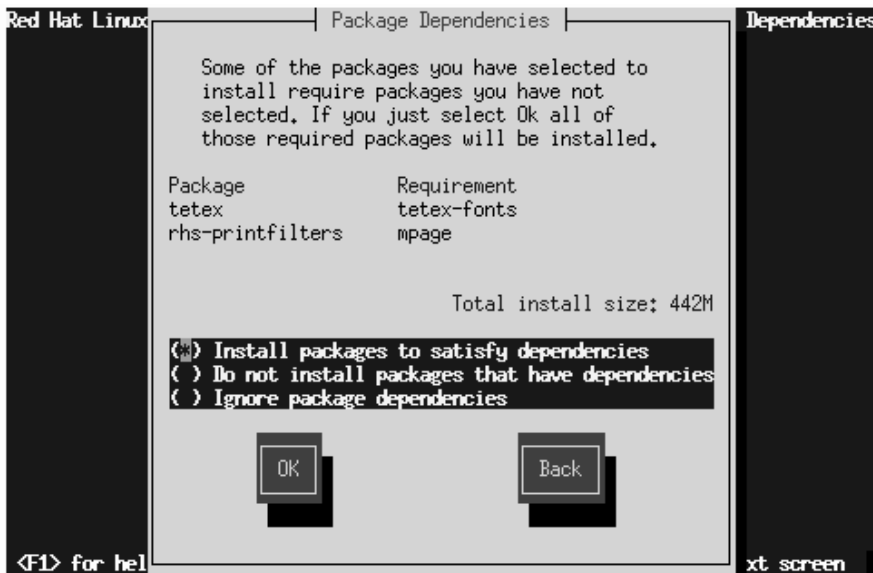 Red Hat Linux Package Dependencies Dependencies
Some of the packages you have selected to
install require packages you have not
selected. If you just select Ok all of
those required packages will be installed.
Package Requirement
tetex tetex-fonts
rhs-printfilters mpage
Total install size: 442M
(*) Install packages to satisfy dependencies
( ) Do not install packages that have dependencies
( ) Ignore package dependencies
OK Back
<F1> for hel xt screen